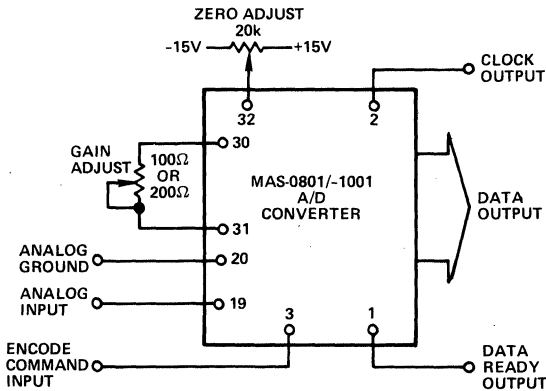 ZERO ADJUST
20k
-15V
+15V
CLOCK
OUTPUT
32
2
30
GAIN
ADJUST
100Ω
OR
200Ω
MAS-0801/-1001
A/D
CONVERTER
DATA
OUTPUT
31
ANALOG
GROUND
20
ANALOG
INPUT
19
3
1
ENCODE
COMMAND
INPUT
DATA
READY
OUTPUT